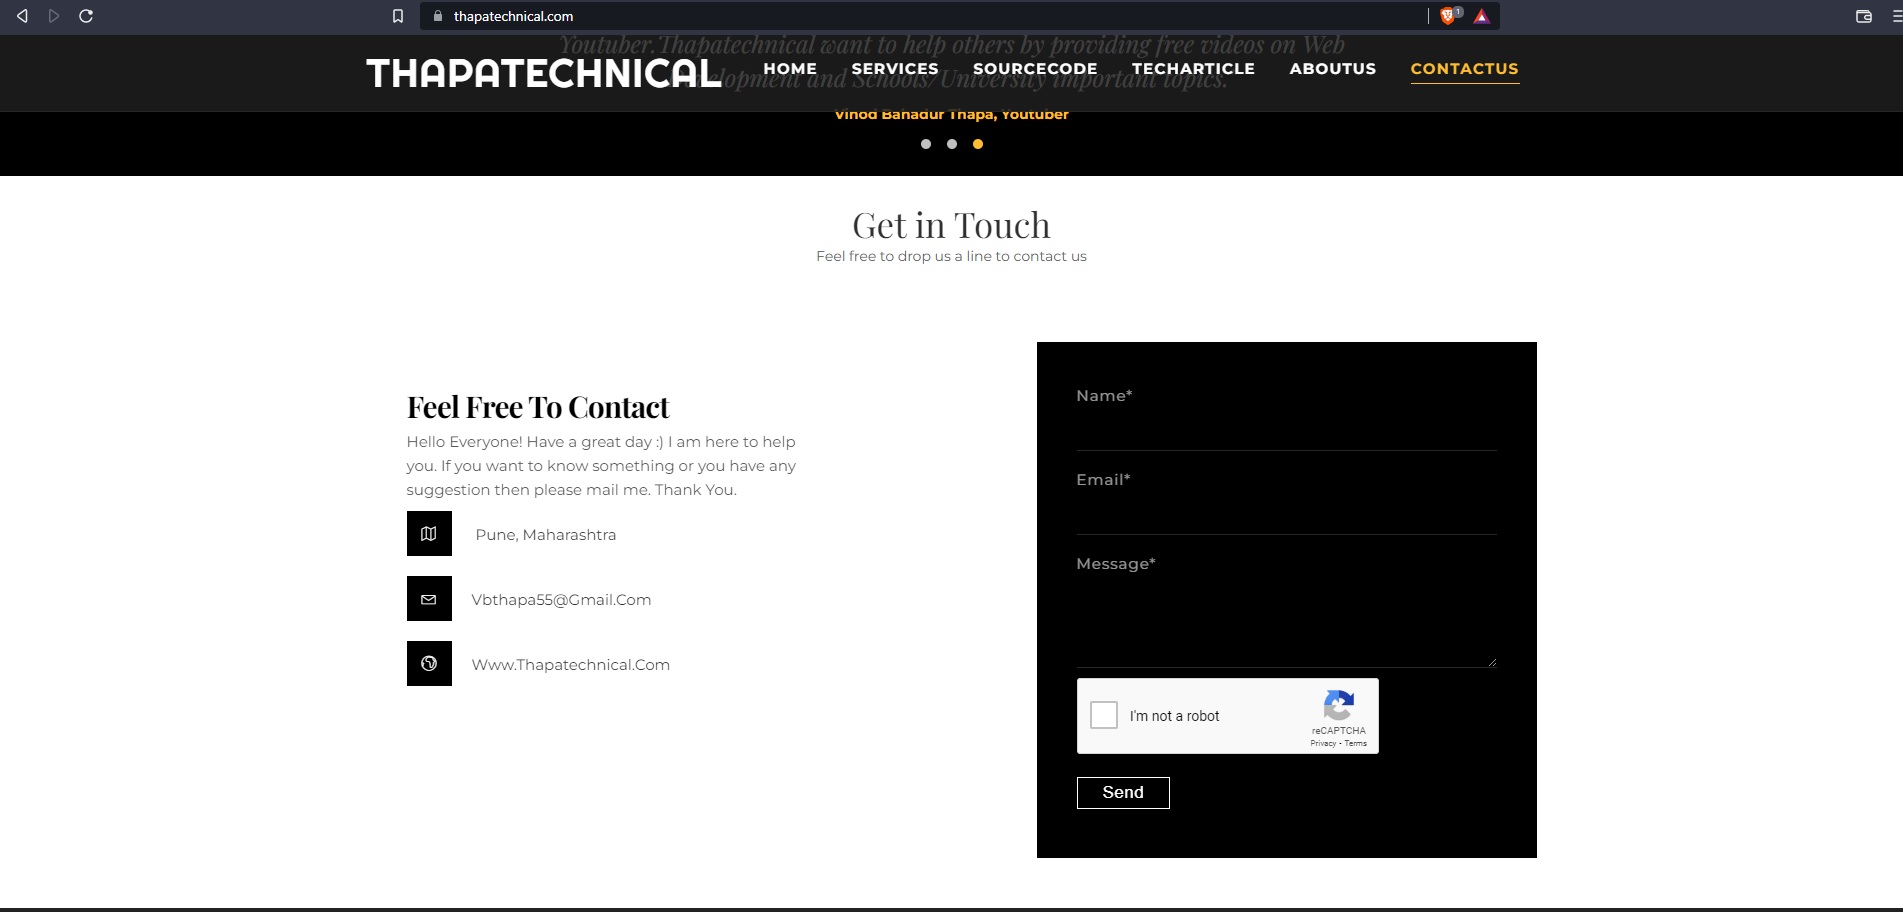 thapatechnical.com
1
Youtuber.Thapatechnical want to help others by providing free videos on Web
THAPATECHNICAL HOME SERVICES SOURCECODE TECHARTICLE ABOUTUS CONTACTUS
Development and Schools/University important topics.
Vinod Bahadur Thapa, Youtuber
Get in Touch
Feel free to drop us a line to contact us
Feel Free To Contact
Hello Everyone! Have a great day :) I am here to help
you. If you want to know something or you have any
suggestion then please mail me. Thank You.
Pune, Maharashtra
Vbthapa55@Gmail.Com
Www.Thapatechnical.Com
Name*
Email*
Message*
I'm not a robot
reCAPTCHA
Privacy - Terms
Send